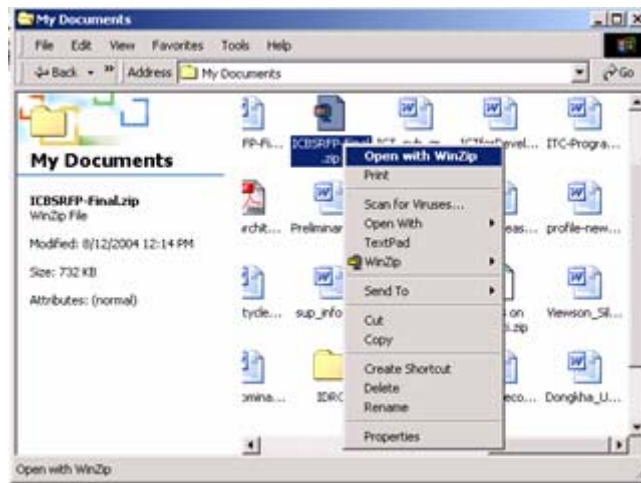 My Documents
File Edit View Favorites Tools Help
Back Address My Documents Go
My Documents
ICBSRFP-Final.zip
WinZip File
Modified: 8/12/2004 12:14 PM
Size: 732 KB
Attributes: (normal)
ICBSRFP-Final
.zip
ITC-Progra...
Preliminar
profile-new...
sup_info
Viewson_Sil...
IDRC
Dongkha_U...
Open with WinZip
Print
Scan for Viruses...
Open With
TextPad
WinZip
Send To
Cut
Copy
Create Shortcut
Delete
Rename
Properties
Open with WinZip